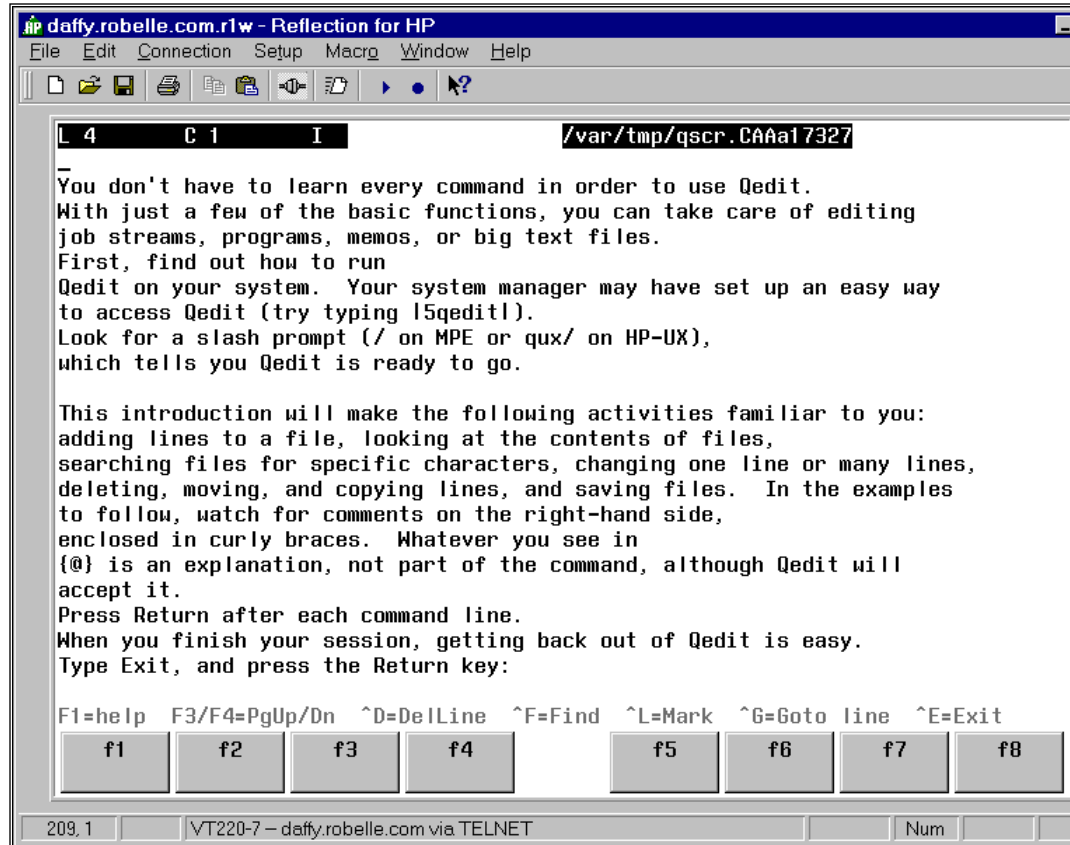 daffy.robelle.com.r1w - Reflection for HP
File Edit Connection Setup Macro Window Help
L 4 C 1 I /var/tmp/qscr.CAAa17327
You don't have to learn every command in order to use Qedit.
With just a few of the basic functions, you can take care of editing
job streams, programs, memos, or big text files.
First, find out how to run
Qedit on your system.  Your system manager may have set up an easy way
to access Qedit (try typing |5qedit|).
Look for a slash prompt (/ on MPE or qux/ on HP-UX),
which tells you Qedit is ready to go.
This introduction will make the following activities familiar to you:
adding lines to a file, looking at the contents of files,
searching files for specific characters, changing one line or many lines,
deleting, moving, and copying lines, and saving files.  In the examples
to follow, watch for comments on the right-hand side,
enclosed in curly braces.  Whatever you see in
{@} is an explanation, not part of the command, although Qedit will
accept it.
Press Return after each command line.
When you finish your session, getting back out of Qedit is easy.
Type Exit, and press the Return key:
F1=help  F3/F4=PgUp/Dn  ^D=DelLine  ^F=Find  ^L=Mark  ^G=Goto line  ^E=Exit
f1 f2 f3 f4 f5 f6 f7 f8
209, 1 VT220-7 -- daffy.robelle.com via TELNET Num